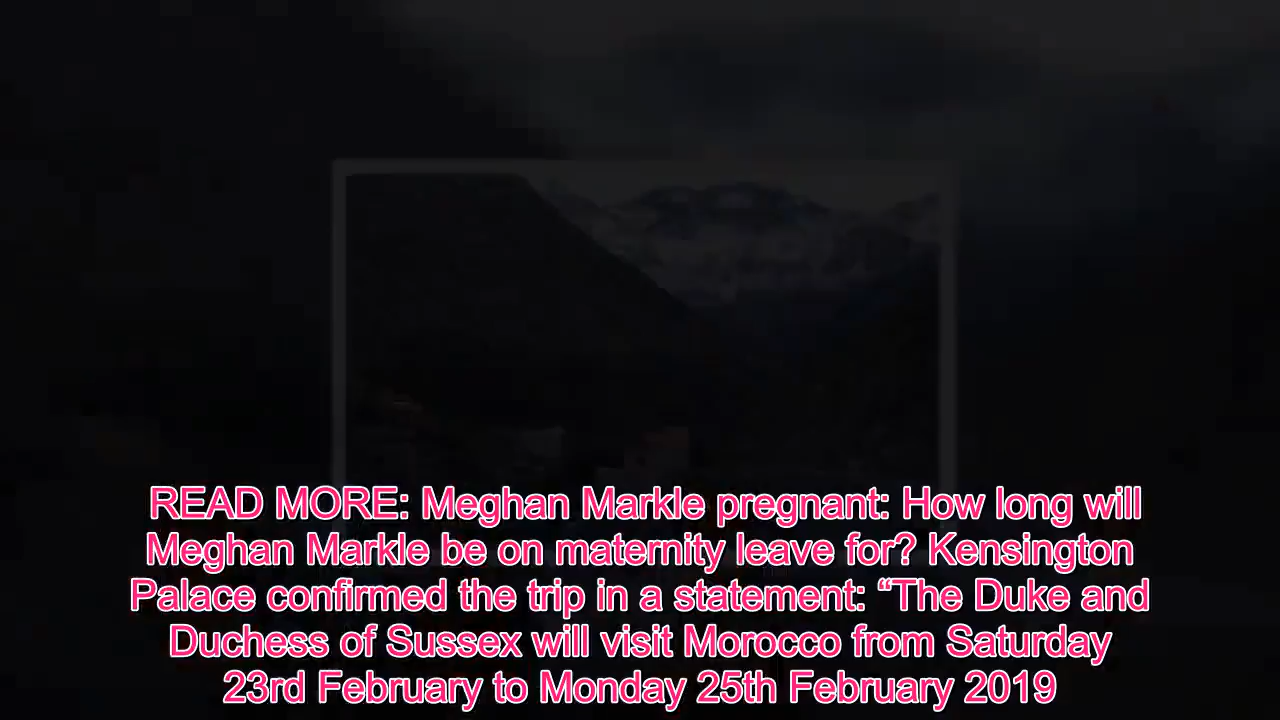 READ MORE: Meghan Markle pregnant: How long will
Meghan Markle be on maternity leave for? Kensington
Palace confirmed the trip in a statement: “The Duke and
Duchess of Sussex will visit Morocco from Saturday
23rd February to Monday 25th February 2019